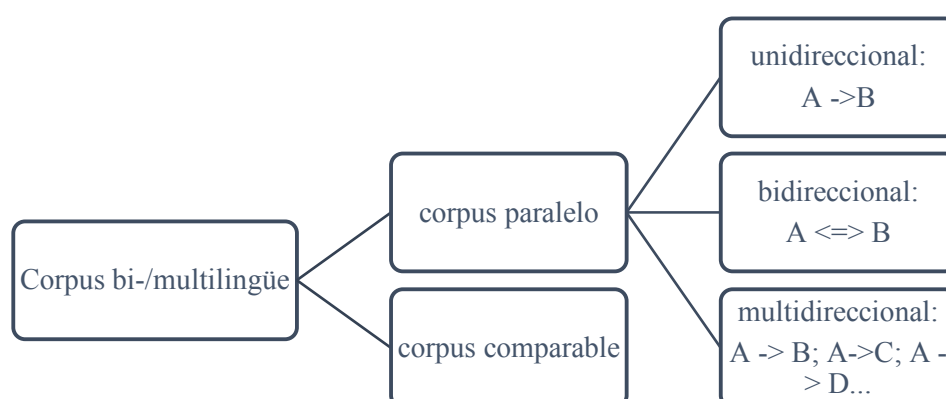 Corpus bi-/multilingüe
corpus paralelo
corpus comparable
unidireccional:
A ->B
bidireccional:
A <=> B
multidireccional:
A -> B; A->C; A -
> D...